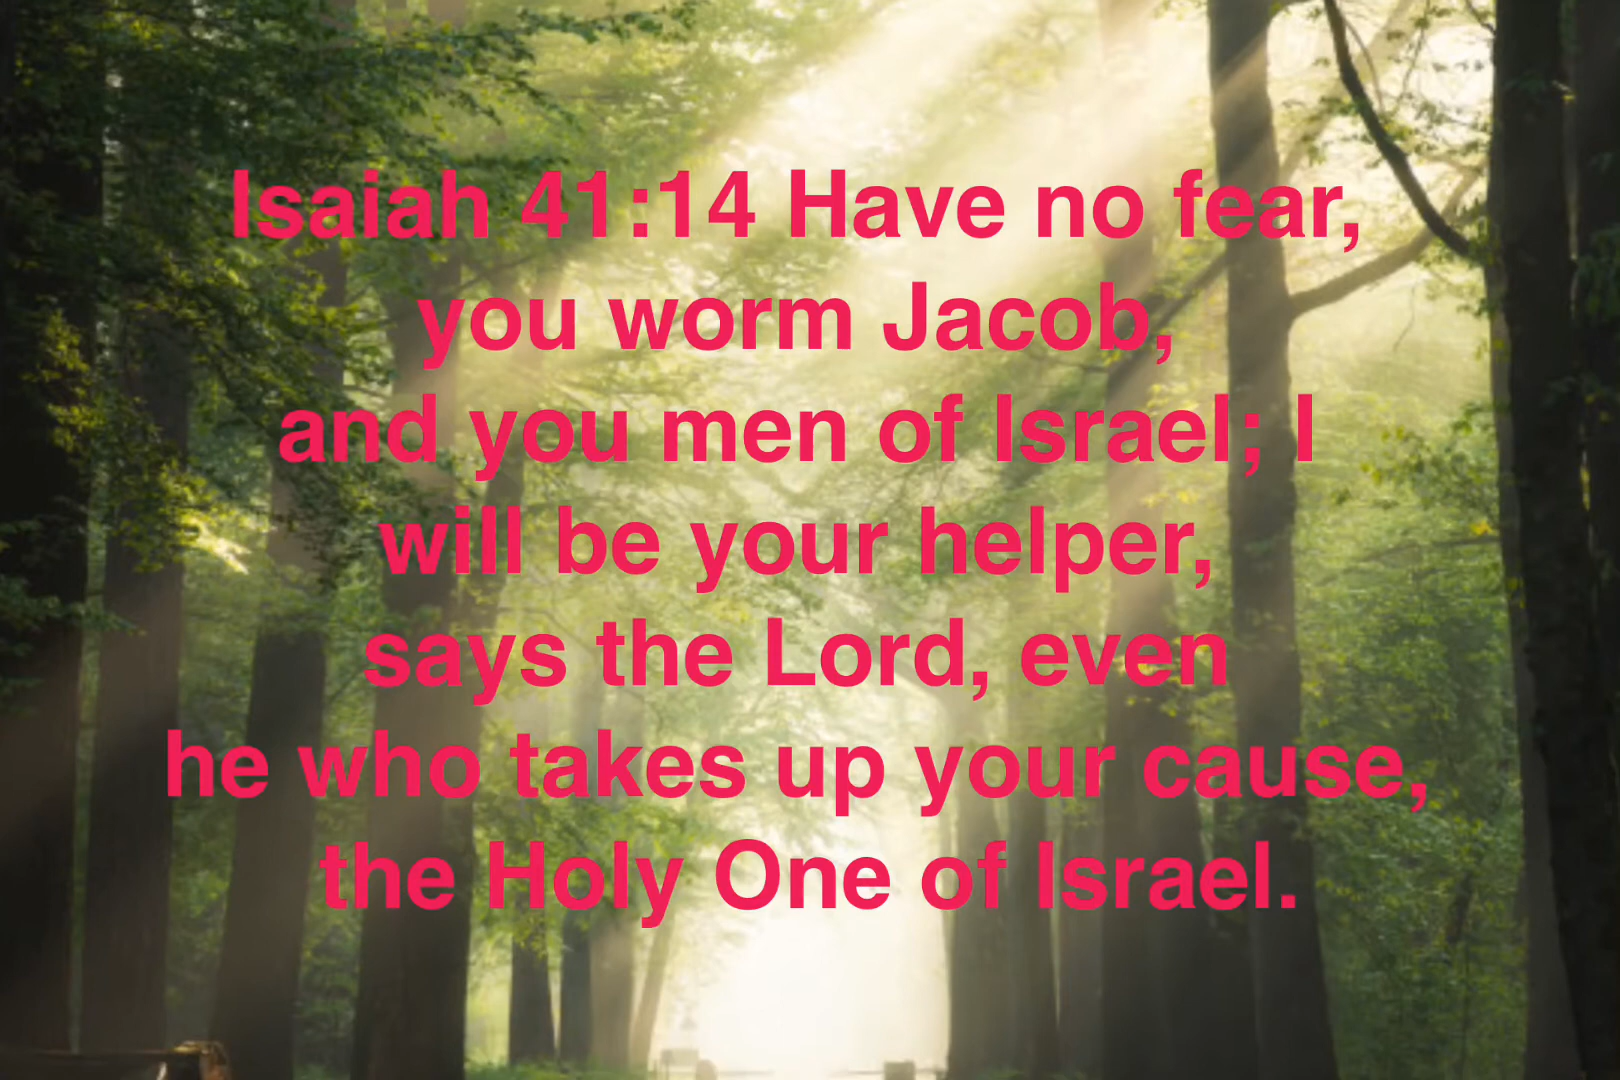 Isaiah 41:14 Have no fear,
you worm Jacob,
and you men of Israel; I
will be your helper,
says the Lord, even
he who takes up your cause,
the Holy One of Israel.